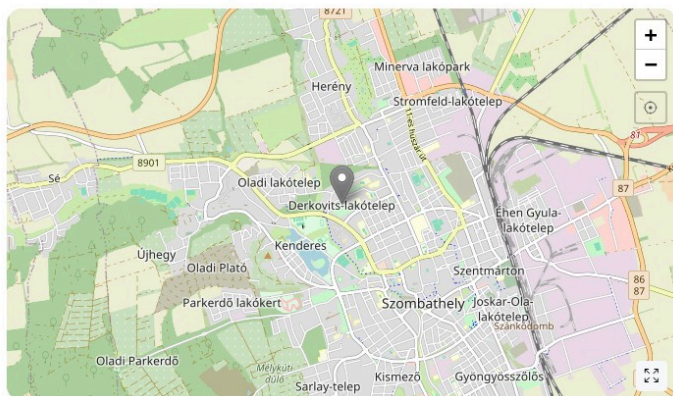 8721
Minerva lakópark
Herény
Stromfeld-lakótelep
11-es huszár út
81
8901
Sé
Oladi lakótelep
87
Derkovits-lakótelep
Éhen Gyula-
lakótelep
Kenderes
Újhegy
Oladi Plató
Szentmárton
86
87
Parkerdő lakókert
Szombathely
Joskar-Ola-
lakótelep
Szánkódomb
Oladi Parkerdő
Mélykúti
dűlő
Kismező
Gyöngyösszőlős
Sarlay-telep